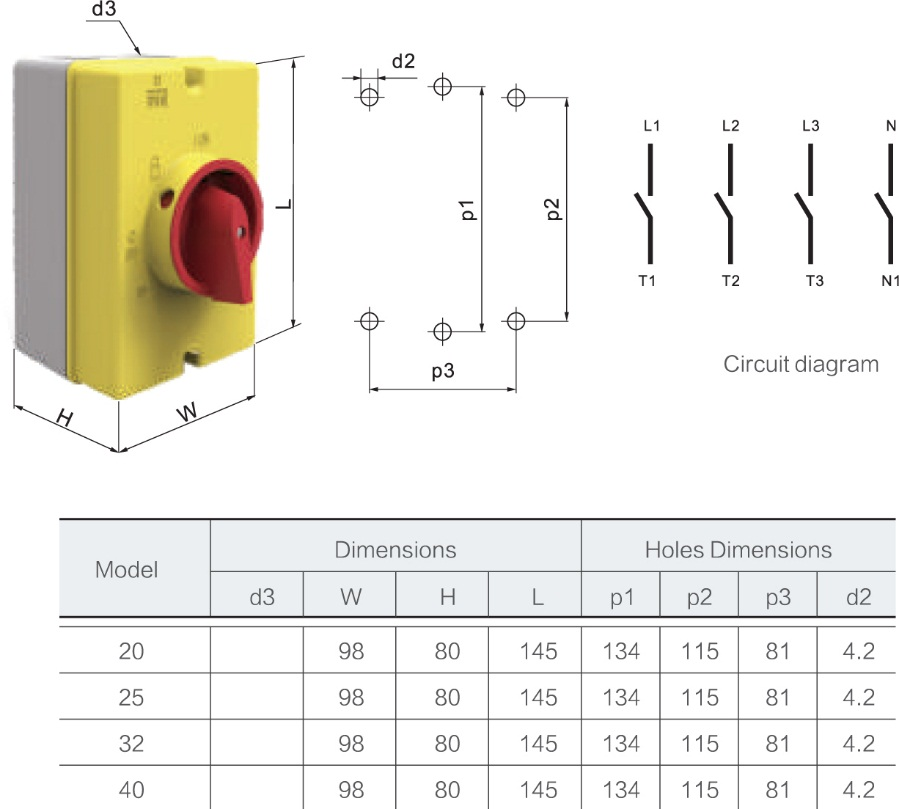 d3
d2
L1 L2 L3 N
p1
p2
L
T1 T2 T3 N1
Circuit diagram
p3
H
W
Model Dimensions Holes Dimensions
d3 W H L p1 p2 p3 d2
20 98 80 145 134 115 81 4.2
25 98 80 145 134 115 81 4.2
32 98 80 145 134 115 81 4.2
40 98 80 145 134 115 81 4.2